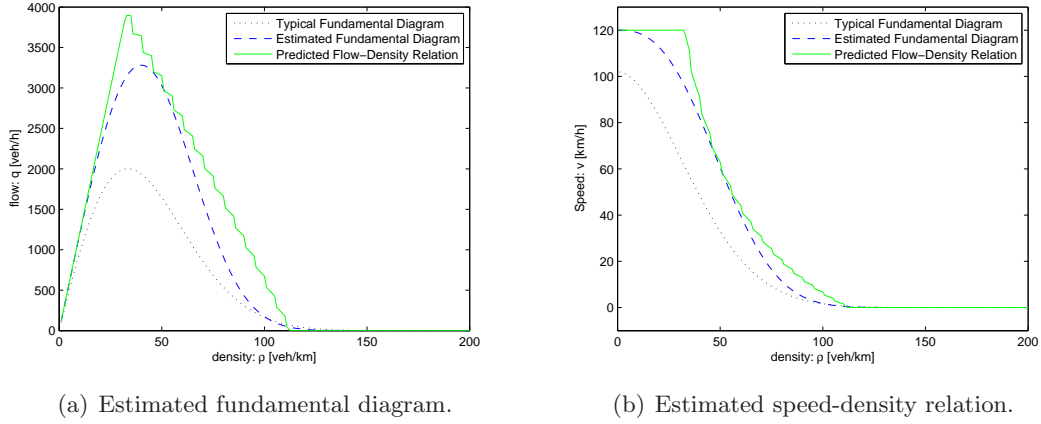 4000
3500
3000
2500
2000
1500
1000
500
0
flow: q [veh/h]
Typical Fundamental Diagram
Estimated Fundamental Diagram
Predicted Flow−Density Relation
0 50 100 150 200
density: ρ [veh/km]
(a) Estimated fundamental diagram.
120
100
80
60
40
20
0
Speed: v [km/h]
Typical Fundamental Diagram
Estimated Fundamental Diagram
Predicted Flow−Density Relation
0 50 100 150 200
density: ρ [veh/km]
(b) Estimated speed-density relation.